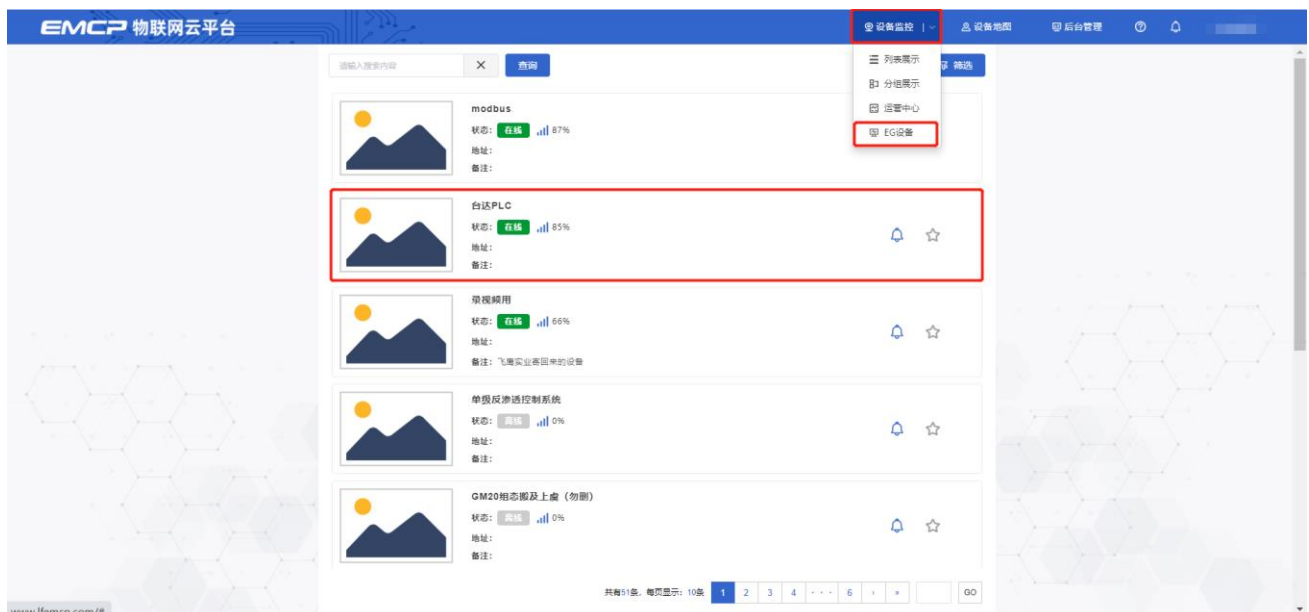 EMCP 物联网云平台
设备监控
设备地图
后台管理
请输入搜索内容
查询
筛选
列表展示
分组展示
运营中心
EG设备
modbus
状态: 在线 87%
地址:
备注:
台达PLC
状态: 在线 85%
地址:
备注:
录视频用
状态: 在线 66%
地址:
备注: 飞鹰实业寄回来的设备
单级反渗透控制系统
状态: 离线 0%
地址:
备注:
GM20组态搬及上虞（勿删）
状态: 离线 0%
地址:
备注:
共有51条, 每页显示: 10条 1 2 3 4 ··· 6 › » GO